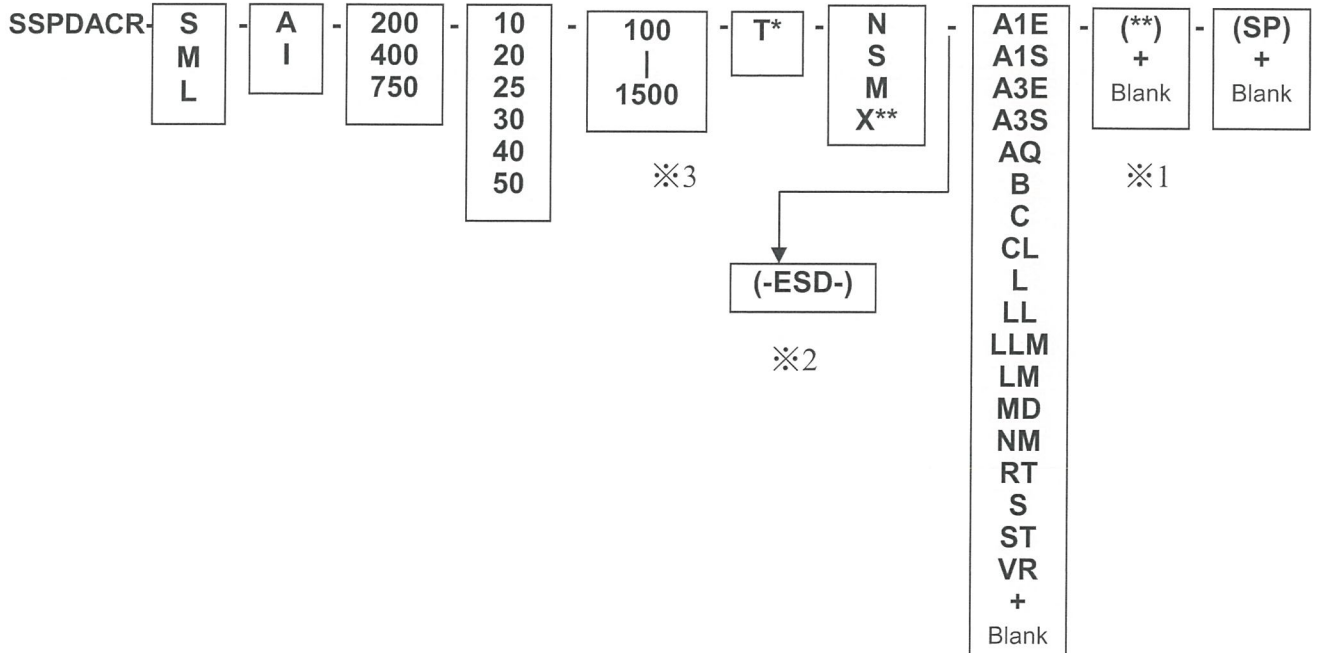 SSPDACR- S - A - 200 - 10 - 100 - T* - N - A1E - (**) - (SP)
M I 400 20 | S A1S + +
L 750 25 1500 M A3E Blank Blank
30 X** A3S
40 AQ
50 ※3 B ※1
C
CL
(-ESD-) L
LL
※2 LLM
LM
MD
NM
RT
S
ST
VR
+
Blank